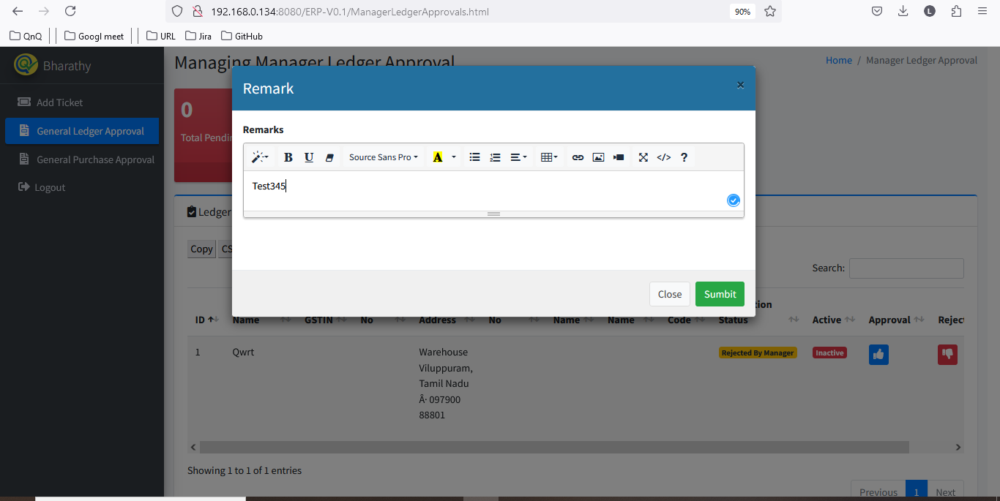 192.168.0.134:8080/ERP-V0.1/ManagerLedgerApprovals.html
90%
L
QnQ
Googl meet
URL
Jira
GitHub
Bharathy
Add Ticket
General Ledger Approval
General Purchase Approval
Logout
Managing Manager Ledger Approval
Home / Manager Ledger Approval
0
Total Pendin
Remark
×
Remarks
B U Source Sans Pro A </> ?
Test345
Close
Sumbit
Ledger
Copy
CS
Search:
tion
ID Name GSTIN No Address No Name Name Code Status Active Approval Reject
1 Qwrt Warehouse Rejected By Manager Inactive
Viluppuram,
Tamil Nadu
Â· 097900
88801
Showing 1 to 1 of 1 entries
Previous 1 Next